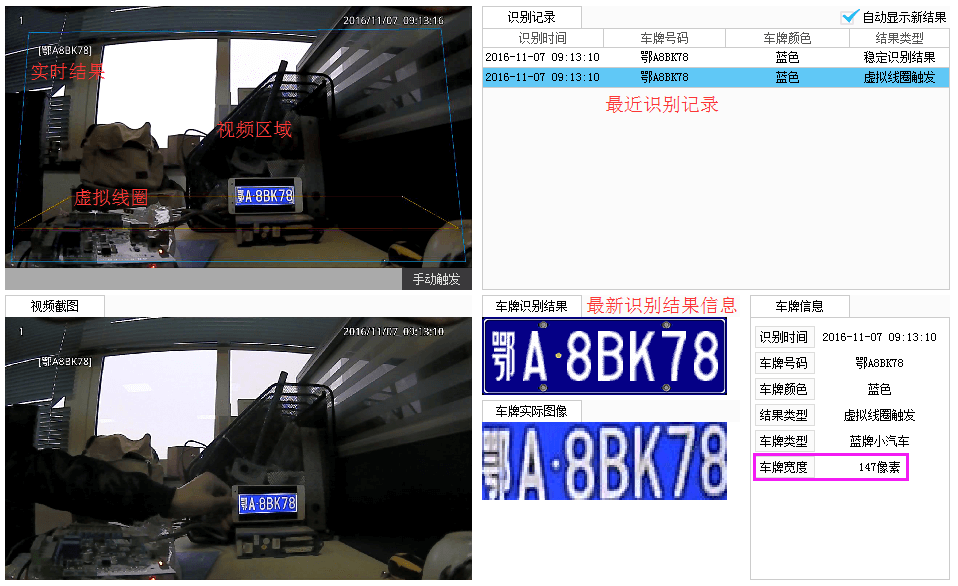 1 2016/11/07 09:13:16
[鄂A8BK78]
实时结果
视频区域
虚拟线圈
鄂A·8BK78
手动触发
识别记录 自动显示新结果
识别时间 车牌号码 车牌颜色 结果类型
2016-11-07 09:13:10 鄂A8BK78 蓝色 稳定识别结果
2016-11-07 09:13:10 鄂A8BK78 蓝色 虚拟线圈触发
最近识别记录
视频截图
1 2016/11/07 09:13:10
[鄂A8BK78]
鄂A·8BK78
车牌识别结果 最新识别结果信息
鄂A·8BK78
车牌实际图像
鄂A·8BK78
车牌信息
识别时间 2016-11-07 09:13:10
车牌号码 鄂A8BK78
车牌颜色 蓝色
结果类型 虚拟线圈触发
车牌类型 蓝牌小汽车
车牌宽度 147像素